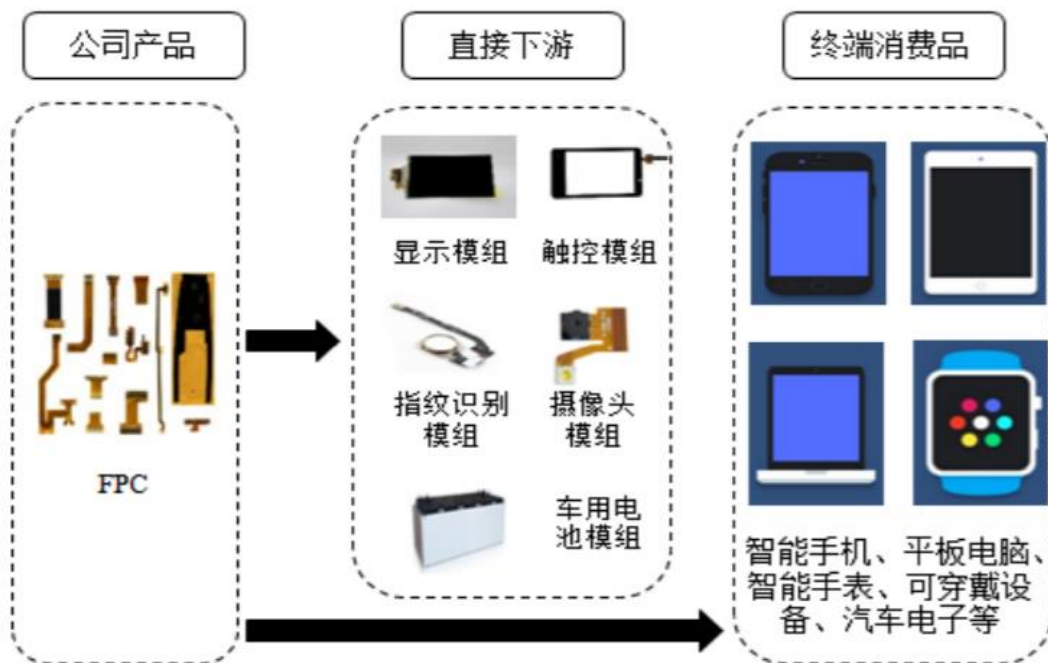 公司产品
直接下游
终端消费品
FPC
显示模组
触控模组
指纹识别
模组
摄像头
模组
车用电
池模组
智能手机、平板电脑、
智能手表、可穿戴设
备、汽车电子等